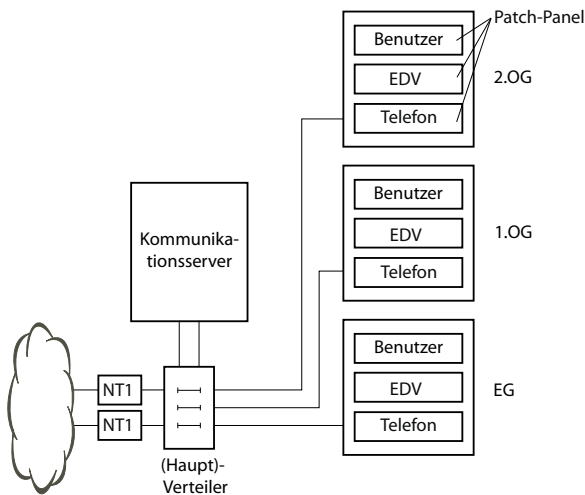 Patch-Panel
Benutzer
EDV
2.OG
Telefon
Benutzer
EDV
1.OG
Telefon
Kommunika-
tionsserver
Benutzer
EDV
EG
Telefon
NT1
NT1
(Haupt)-
Verteiler